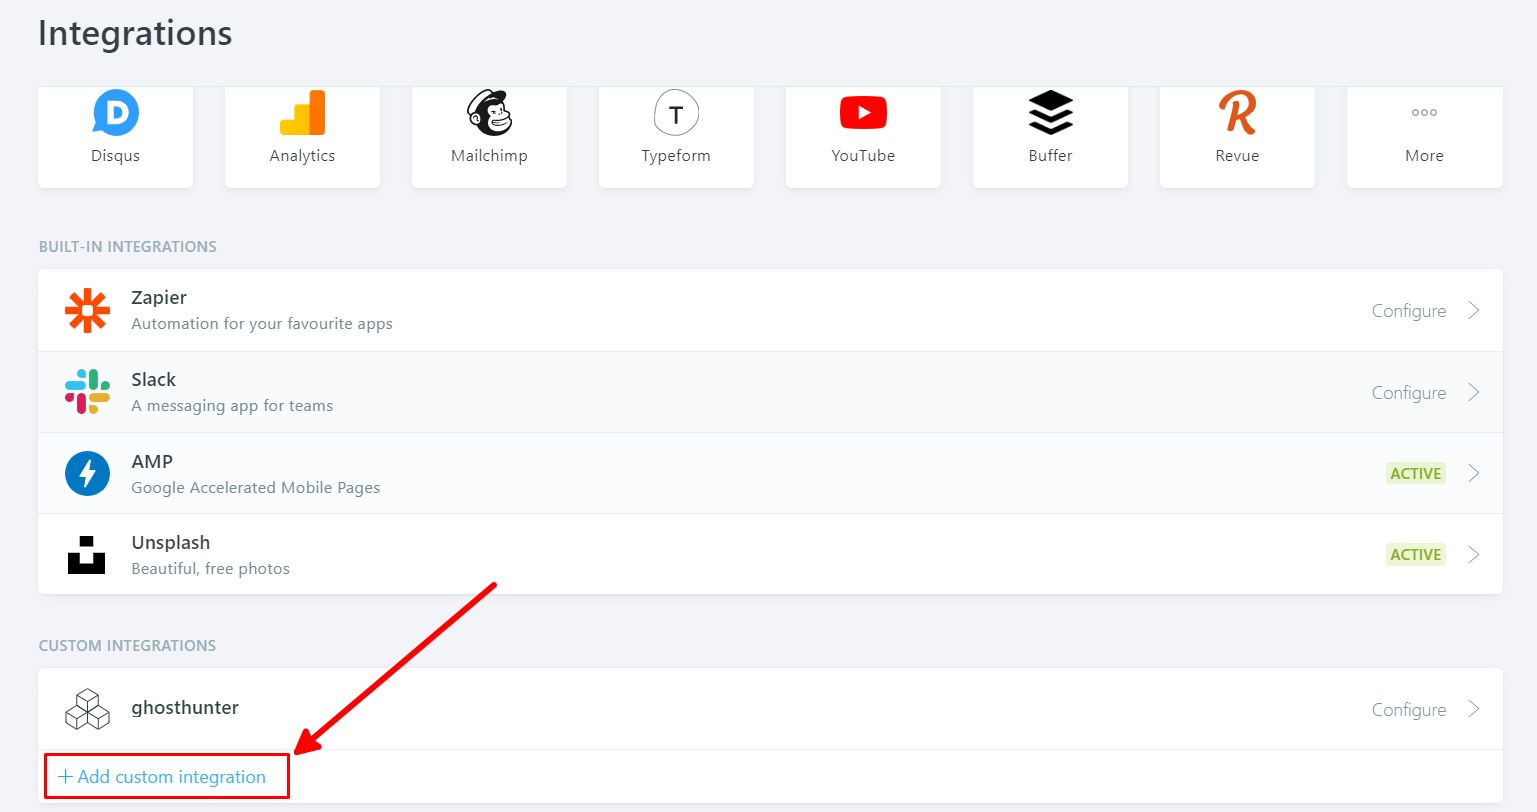 Integrations
D
T
R
Disqus
Analytics
Mailchimp
Typeform
YouTube
Buffer
Revue
More
BUILT-IN INTEGRATIONS
Zapier
Automation for your favourite apps
Configure
Slack
A messaging app for teams
Configure
AMP
Google Accelerated Mobile Pages
ACTIVE
Unsplash
Beautiful, free photos
ACTIVE
CUSTOM INTEGRATIONS
ghosthunter
Configure
+ Add custom integration